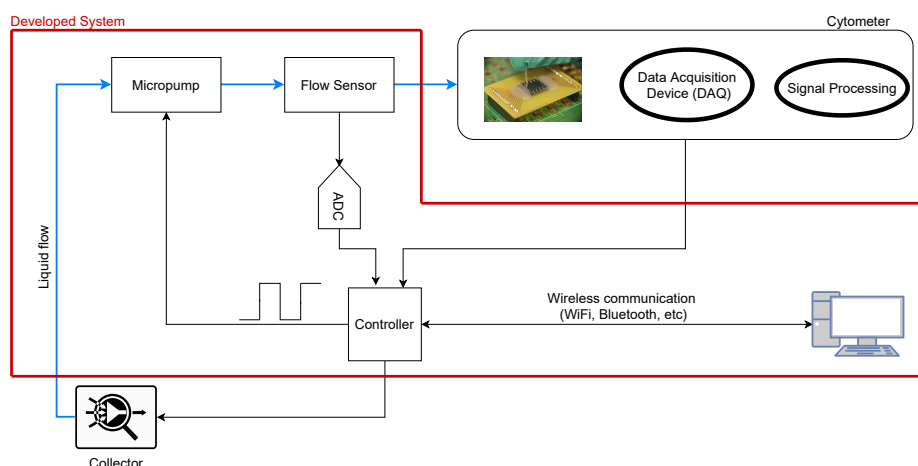 Developed System
Cytometer
Micropump
Flow Sensor
Data Acquisition
Device (DAQ)
Signal Processing
ADC
Liquid flow
Controller
Wireless communication
(WiFi, Bluetooth, etc)
Collector